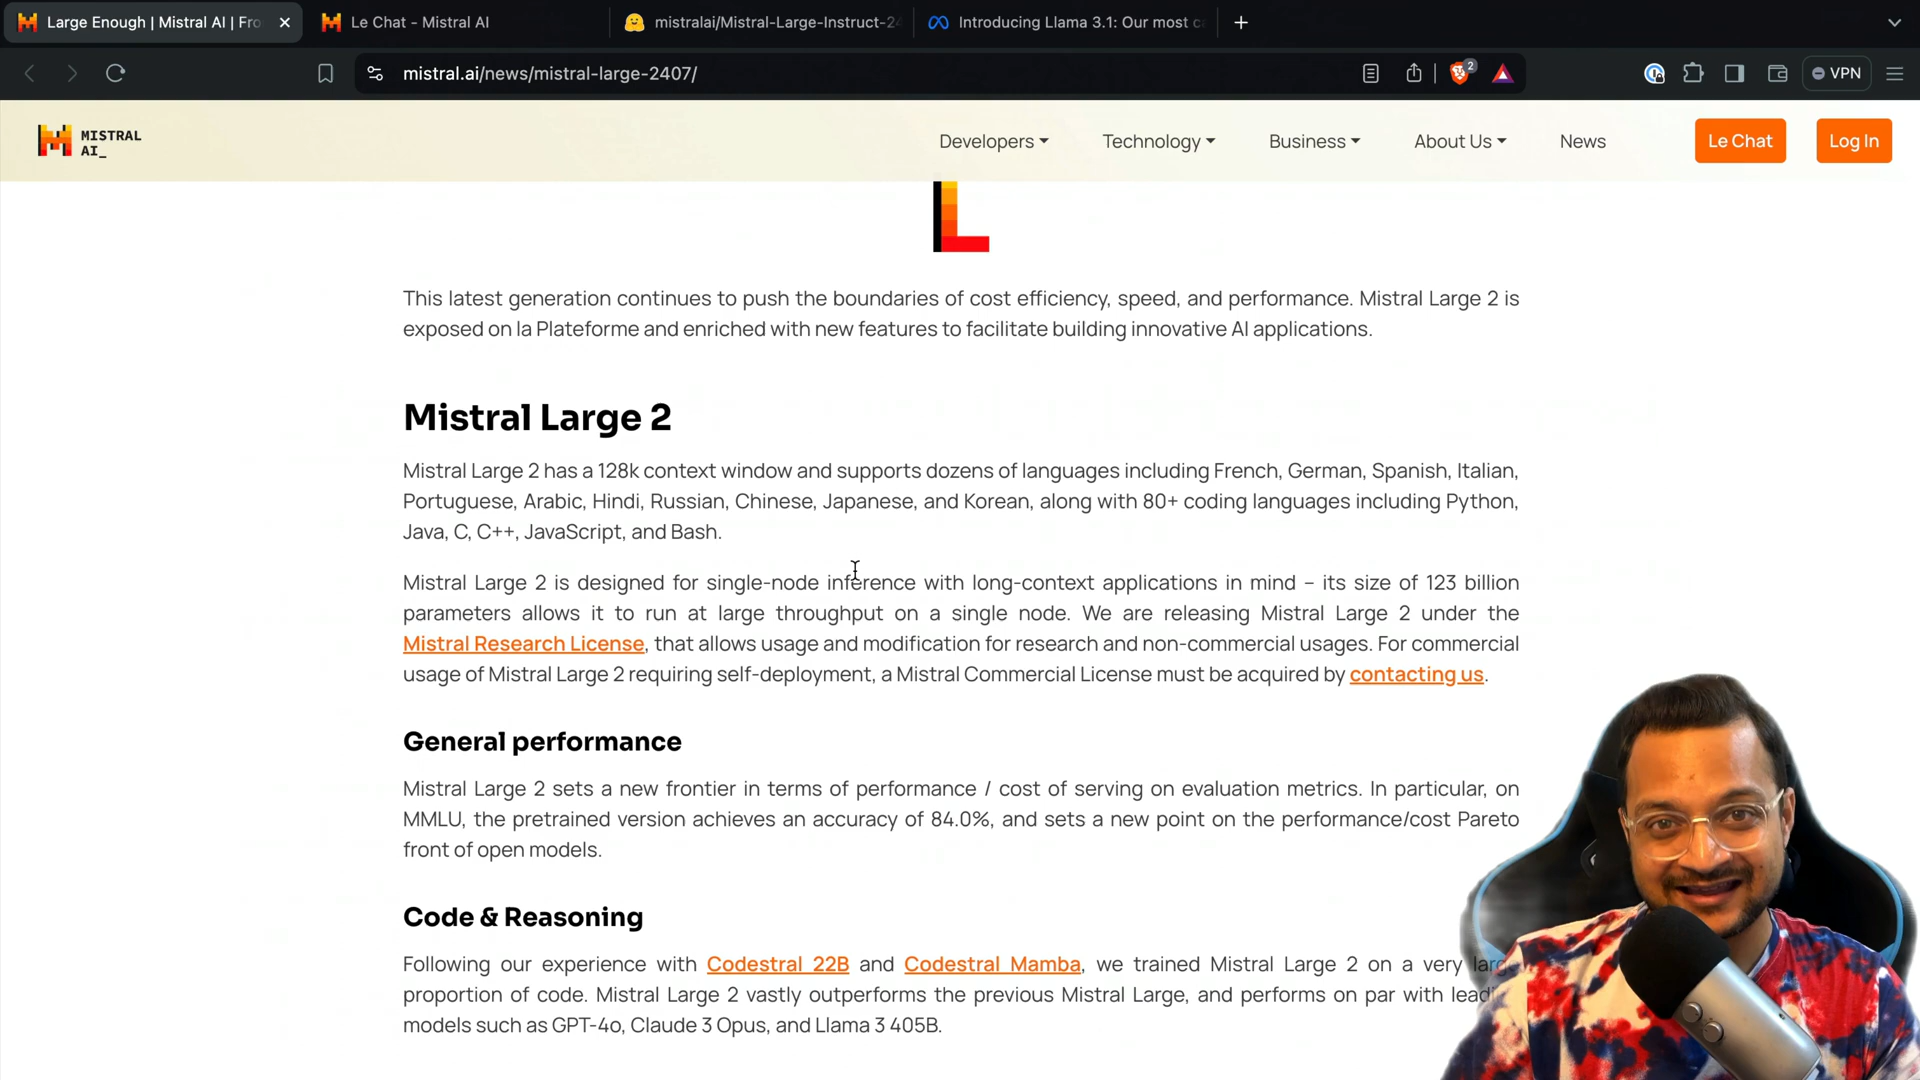 Large Enough | Mistral AI | Fro
Le Chat - Mistral AI
mistralai/Mistral-Large-Instruct-24
Introducing Llama 3.1: Our most ca
mistral.ai/news/mistral-large-2407/
2
VPN
MISTRAL
AI_
Developers
Technology
Business
About Us
News
Le Chat
Log In
L
This latest generation continues to push the boundaries of cost efficiency, speed, and performance. Mistral Large 2 is
exposed on la Plateforme and enriched with new features to facilitate building innovative AI applications.
Mistral Large 2
Mistral Large 2 has a 128k context window and supports dozens of languages including French, German, Spanish, Italian,
Portuguese, Arabic, Hindi, Russian, Chinese, Japanese, and Korean, along with 80+ coding languages including Python,
Java, C, C++, JavaScript, and Bash.
Mistral Large 2 is designed for single-node inference with long-context applications in mind – its size of 123 billion
parameters allows it to run at large throughput on a single node. We are releasing Mistral Large 2 under the
Mistral Research License, that allows usage and modification for research and non-commercial usages. For commercial
usage of Mistral Large 2 requiring self-deployment, a Mistral Commercial License must be acquired by contacting us.
General performance
Mistral Large 2 sets a new frontier in terms of performance / cost of serving on evaluation metrics. In particular, on
MMLU, the pretrained version achieves an accuracy of 84.0%, and sets a new point on the performance/cost Pareto
front of open models.
Code & Reasoning
Following our experience with Codestral 22B and Codestral Mamba, we trained Mistral Large 2 on a very larg
proportion of code. Mistral Large 2 vastly outperforms the previous Mistral Large, and performs on par with leadi
models such as GPT-4o, Claude 3 Opus, and Llama 3 405B.